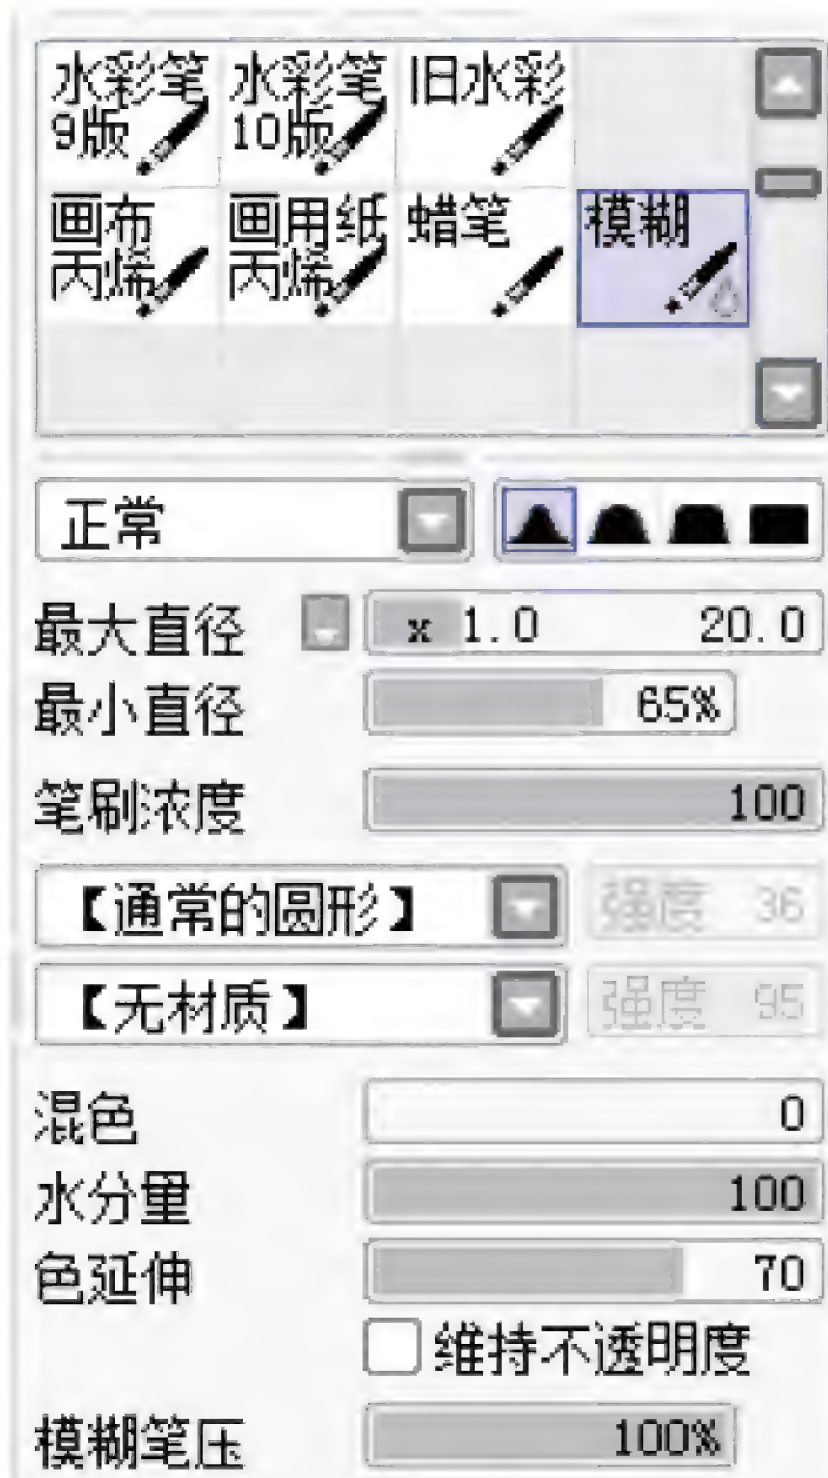 水彩笔 水彩笔 旧水彩
9版 10版
画布 画用纸 蜡笔 模糊
丙烯 丙烯
正常
最大直径 x 1.0 20.0
最小直径 65%
笔刷浓度 100
【通常的圆形】 强度 36
【无材质】 强度 95
混色 0
水分量 100
色延伸 70
维持不透明度
模糊笔压 100%